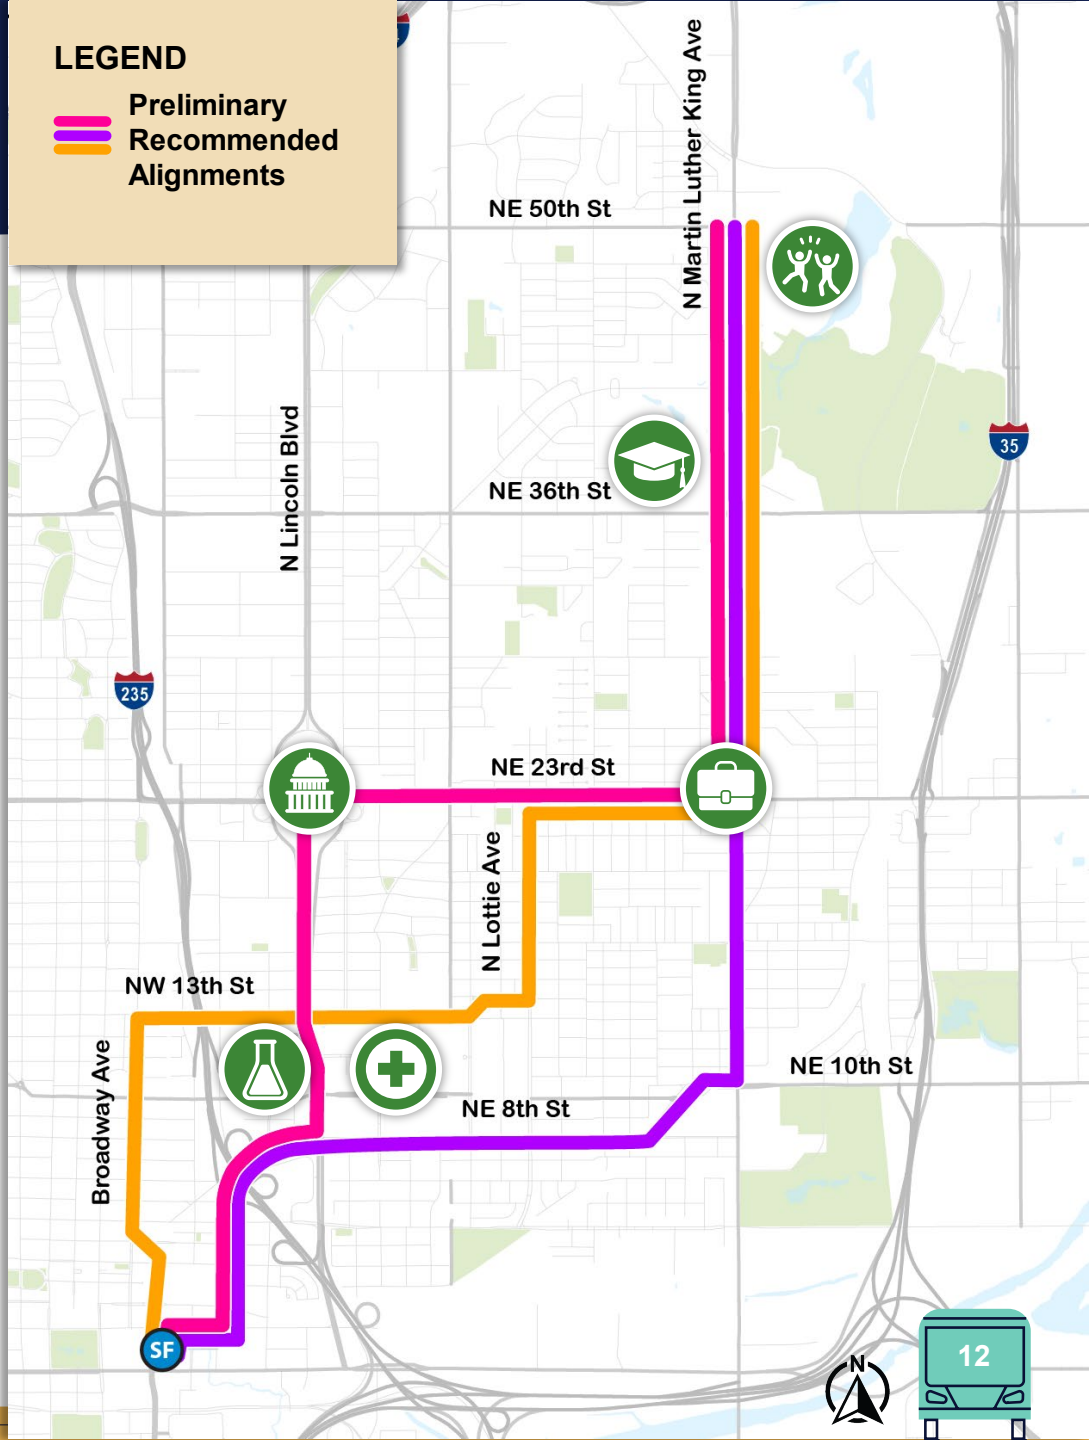 LEGEND
Preliminary
Recommended
Alignments
N Martin Luther King Ave
NE 50th St
N Lincoln Blvd
35
NE 36th St
235
NE 23rd St
N Lottie Ave
NW 13th St
Broadway Ave
NE 10th St
NE 8th St
SF
N
12